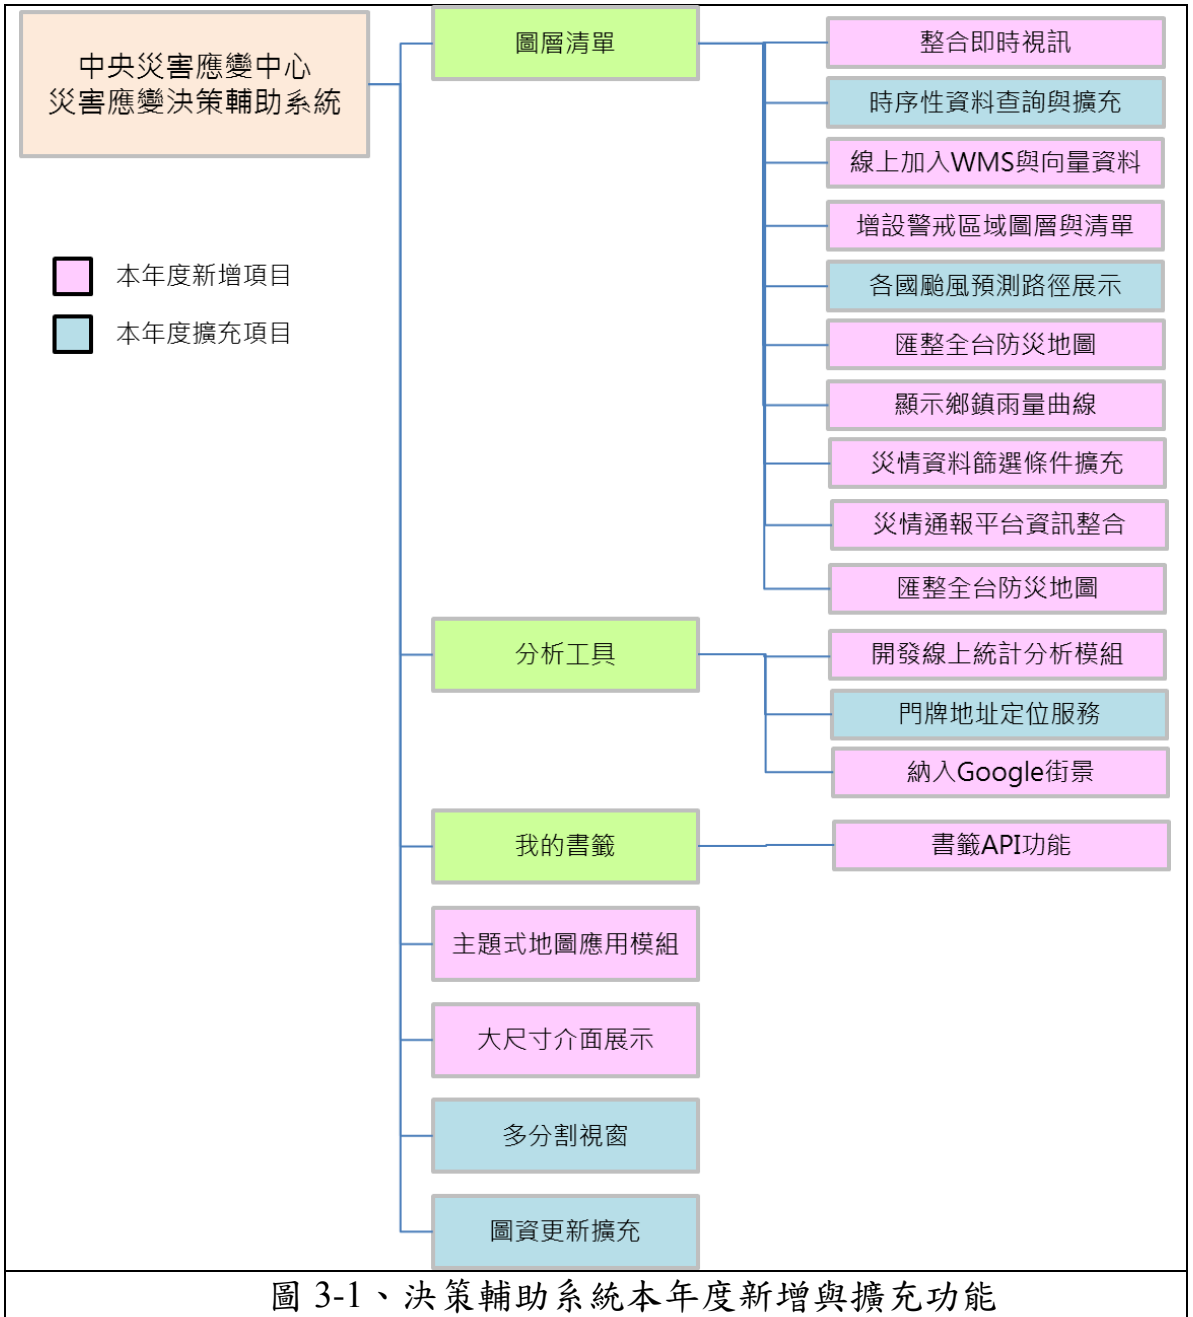 中央災害應變中心
災害應變決策輔助系統
本年度新增項目
本年度擴充項目
圖層清單
整合即時視訊
時序性資料查詢與擴充
線上加入WMS與向量資料
增設警戒區域圖層與清單
各國颱風預測路徑展示
匯整全台防災地圖
顯示鄉鎮雨量曲線
災情資料篩選條件擴充
災情通報平台資訊整合
匯整全台防災地圖
分析工具
開發線上統計分析模組
門牌地址定位服務
納入Google街景
我的書籤
書籤API功能
主題式地圖應用模組
大尺寸介面展示
多分割視窗
圖資更新擴充
圖 3-1、決策輔助系統本年度新增與擴充功能